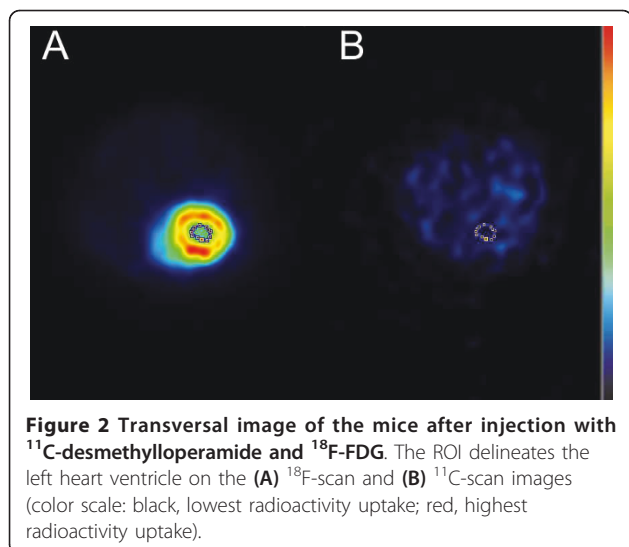 A B
Figure 2 Transversal image of the mice after injection with
¹¹C-desmethylloperamide and ¹⁸F-FDG. The ROI delineates the
left heart ventricle on the (A) ¹⁸F-scan and (B) ¹¹C-scan images
(color scale: black, lowest radioactivity uptake; red, highest
radioactivity uptake).